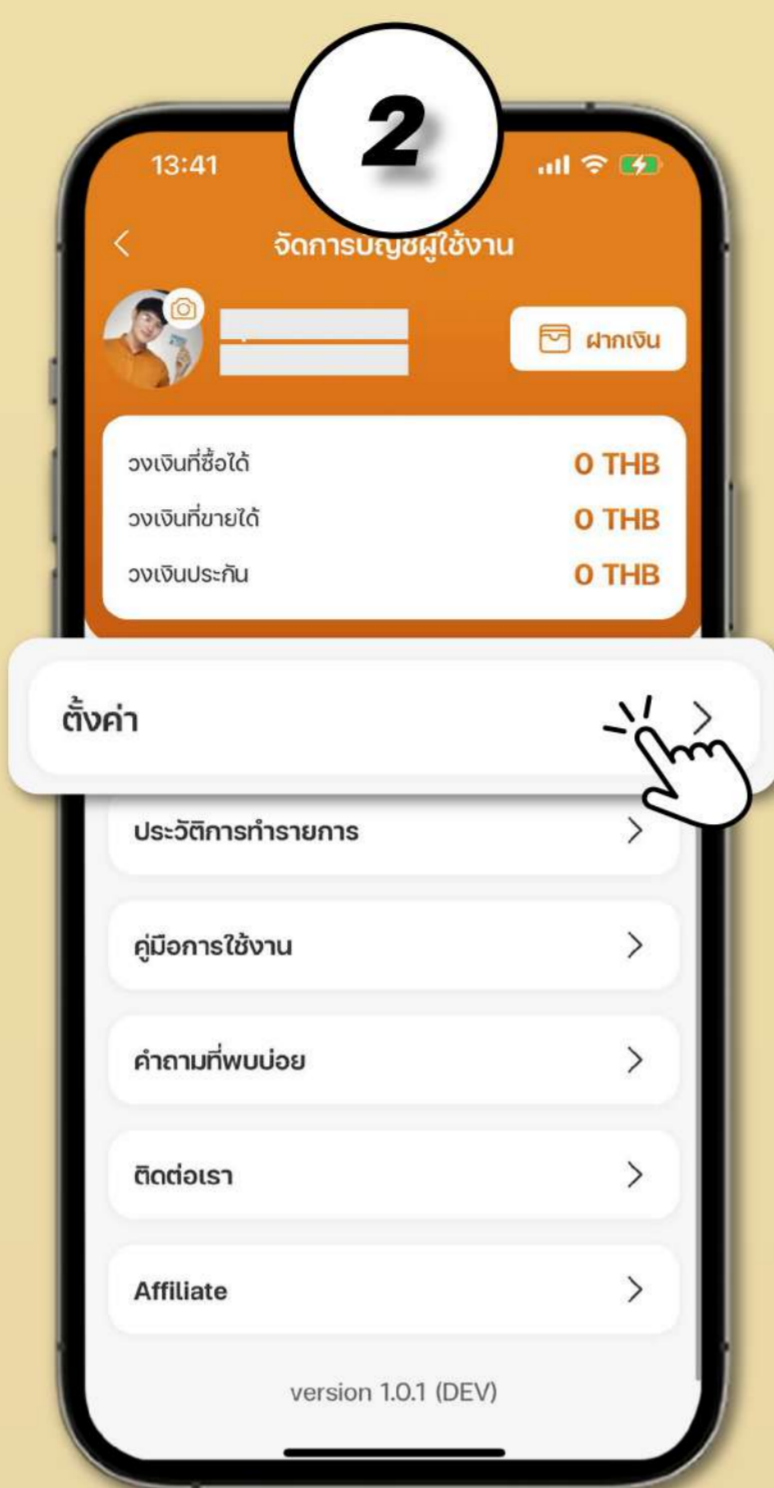 2
13:41
จัดการบัญชีผู้ใช้งาน
ฝากเงิน
วงเงินที่ซื้อได้ 0 THB
วงเงินที่ขายได้ 0 THB
วงเงินประกัน 0 THB
ตั้งค่า
ประวัติการทำรายการ
คู่มือการใช้งาน
คำถามที่พบบ่อย
ติดต่อเรา
Affiliate
version 1.0.1 (DEV)